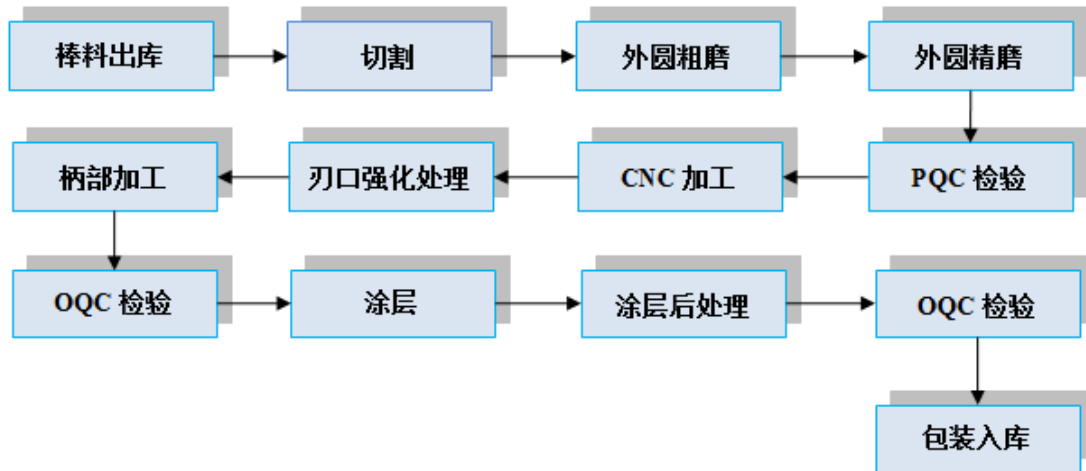 棒料出库
切割
外圆粗磨
外圆精磨
PQC 检验
CNC 加工
刃口强化处理
柄部加工
OQC 检验
涂层
涂层后处理
OQC 检验
包装入库